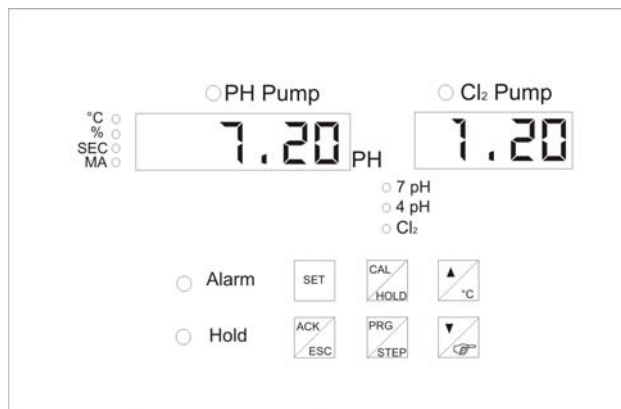 PH Pump
Cl₂ Pump
°C
%
SEC
MA
7.20 PH
1.20
7 pH
4 pH
Cl₂
Alarm
SET
CAL
HOLD
°C
Hold
ACK
ESC
PRG
STEP